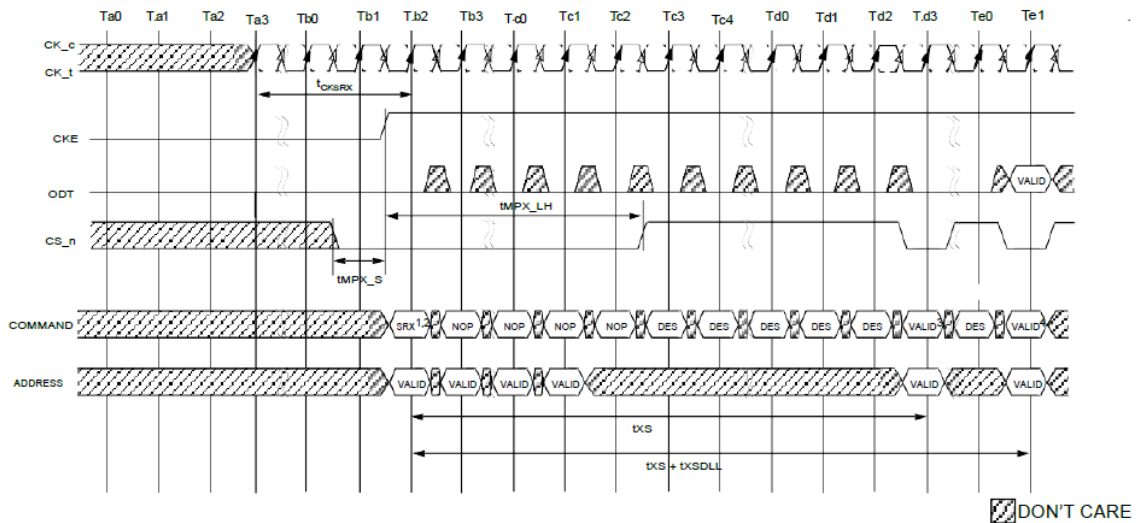 Ta0 T.a1 Ta2 Ta3 Tb0 Tb1 T.b2 Tb3 T-c0 Tc1 Tc2 Tc3 Tc4 Td0 Td1 Td2 T.d3 Te0 Te1 .
CK_c
CK_t
tCKSRX
CKE
ODT VALID
tMPX_LH
CS_n
tMPX_S
COMMAND SRX1,2 NOP NOP NOP NOP DES DES DES DES DES VALID3 DES VALID4
ADDRESS VALID VALID VALID VALID VALID VALID
tXS
tXS + tXSDLL
DON'T CARE